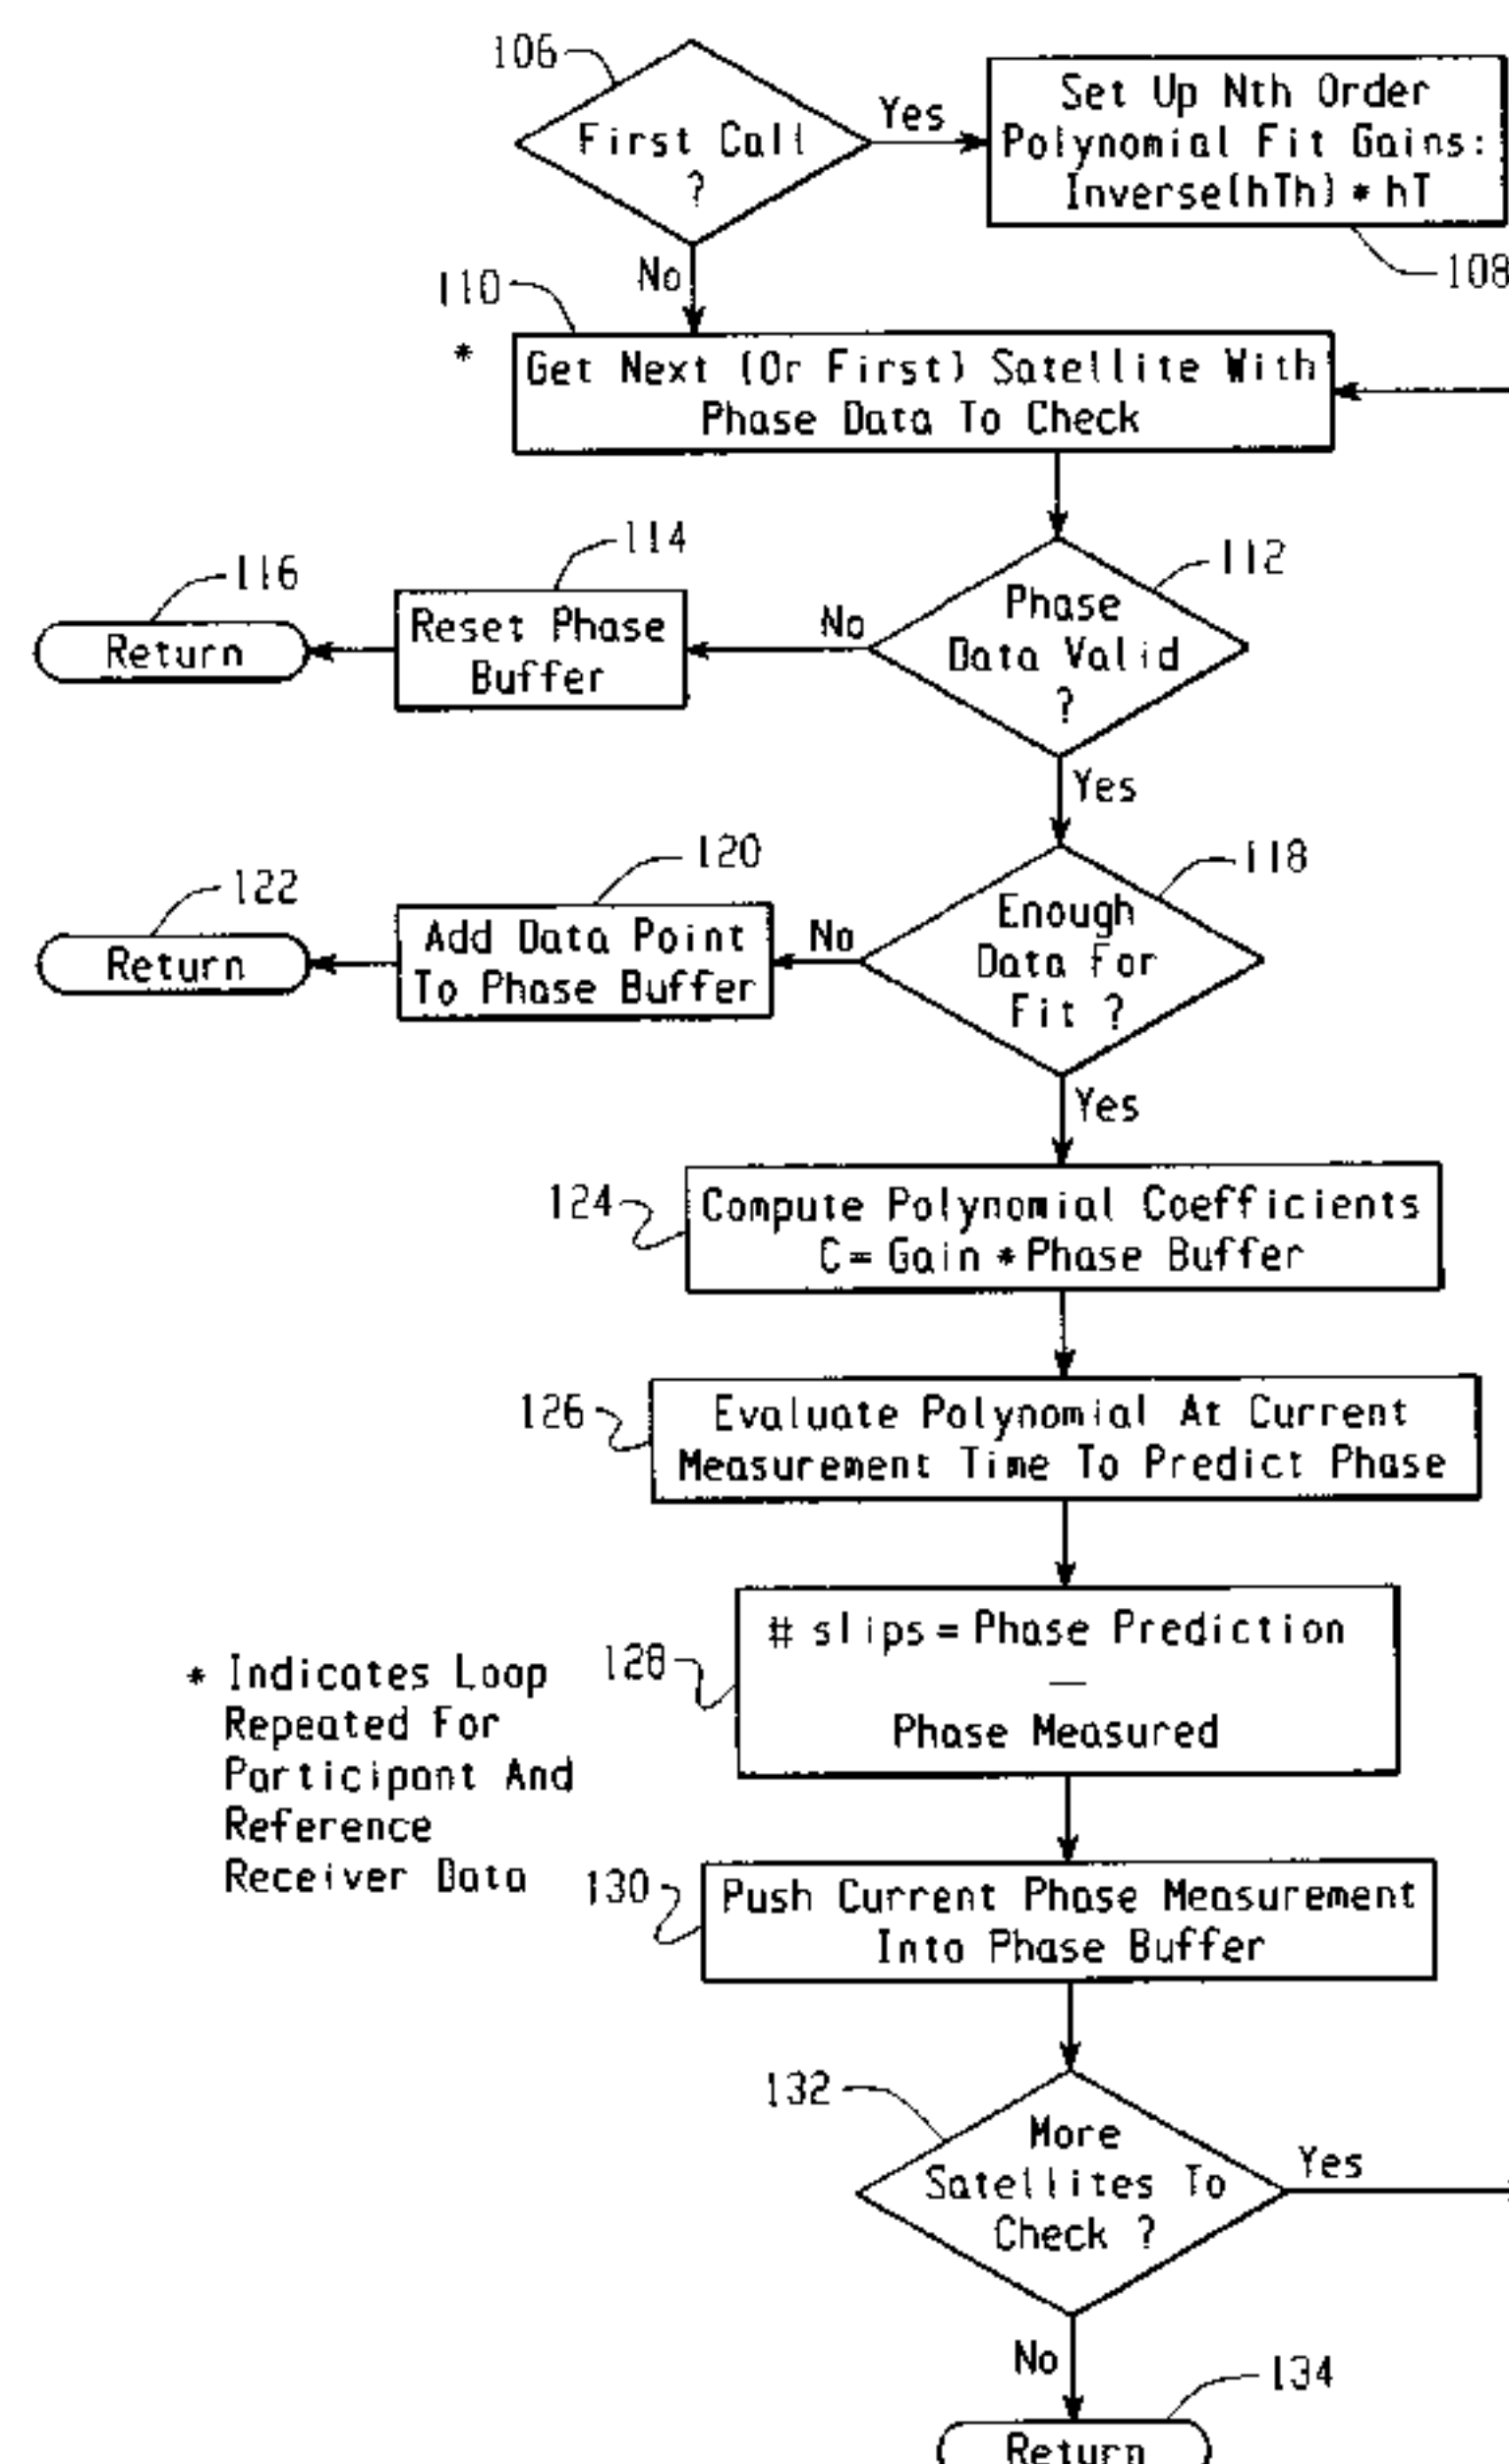 106
First Call
?
Yes
Set Up Nth Order
Polynomial Fit Gains:
Inverse(hTh) * hT
108
No
110
*
Get Next (Or First) Satellite With
Phase Data To Check
112
Phase
Data Valid
?
No
114
Reset Phase
Buffer
116
Return
Yes
118
Enough
Data For
Fit ?
No
120
Add Data Point
To Phase Buffer
122
Return
Yes
124
Compute Polynomial Coefficients
C = Gain * Phase Buffer
126
Evaluate Polynomial At Current
Measurement Time To Predict Phase
128
# slips = Phase Prediction
—
Phase Measured
* Indicates Loop
Repeated For
Participant And
Reference
Receiver Data
130
Push Current Phase Measurement
Into Phase Buffer
132
More
Satellites To
Check ?
Yes
No
134
Return